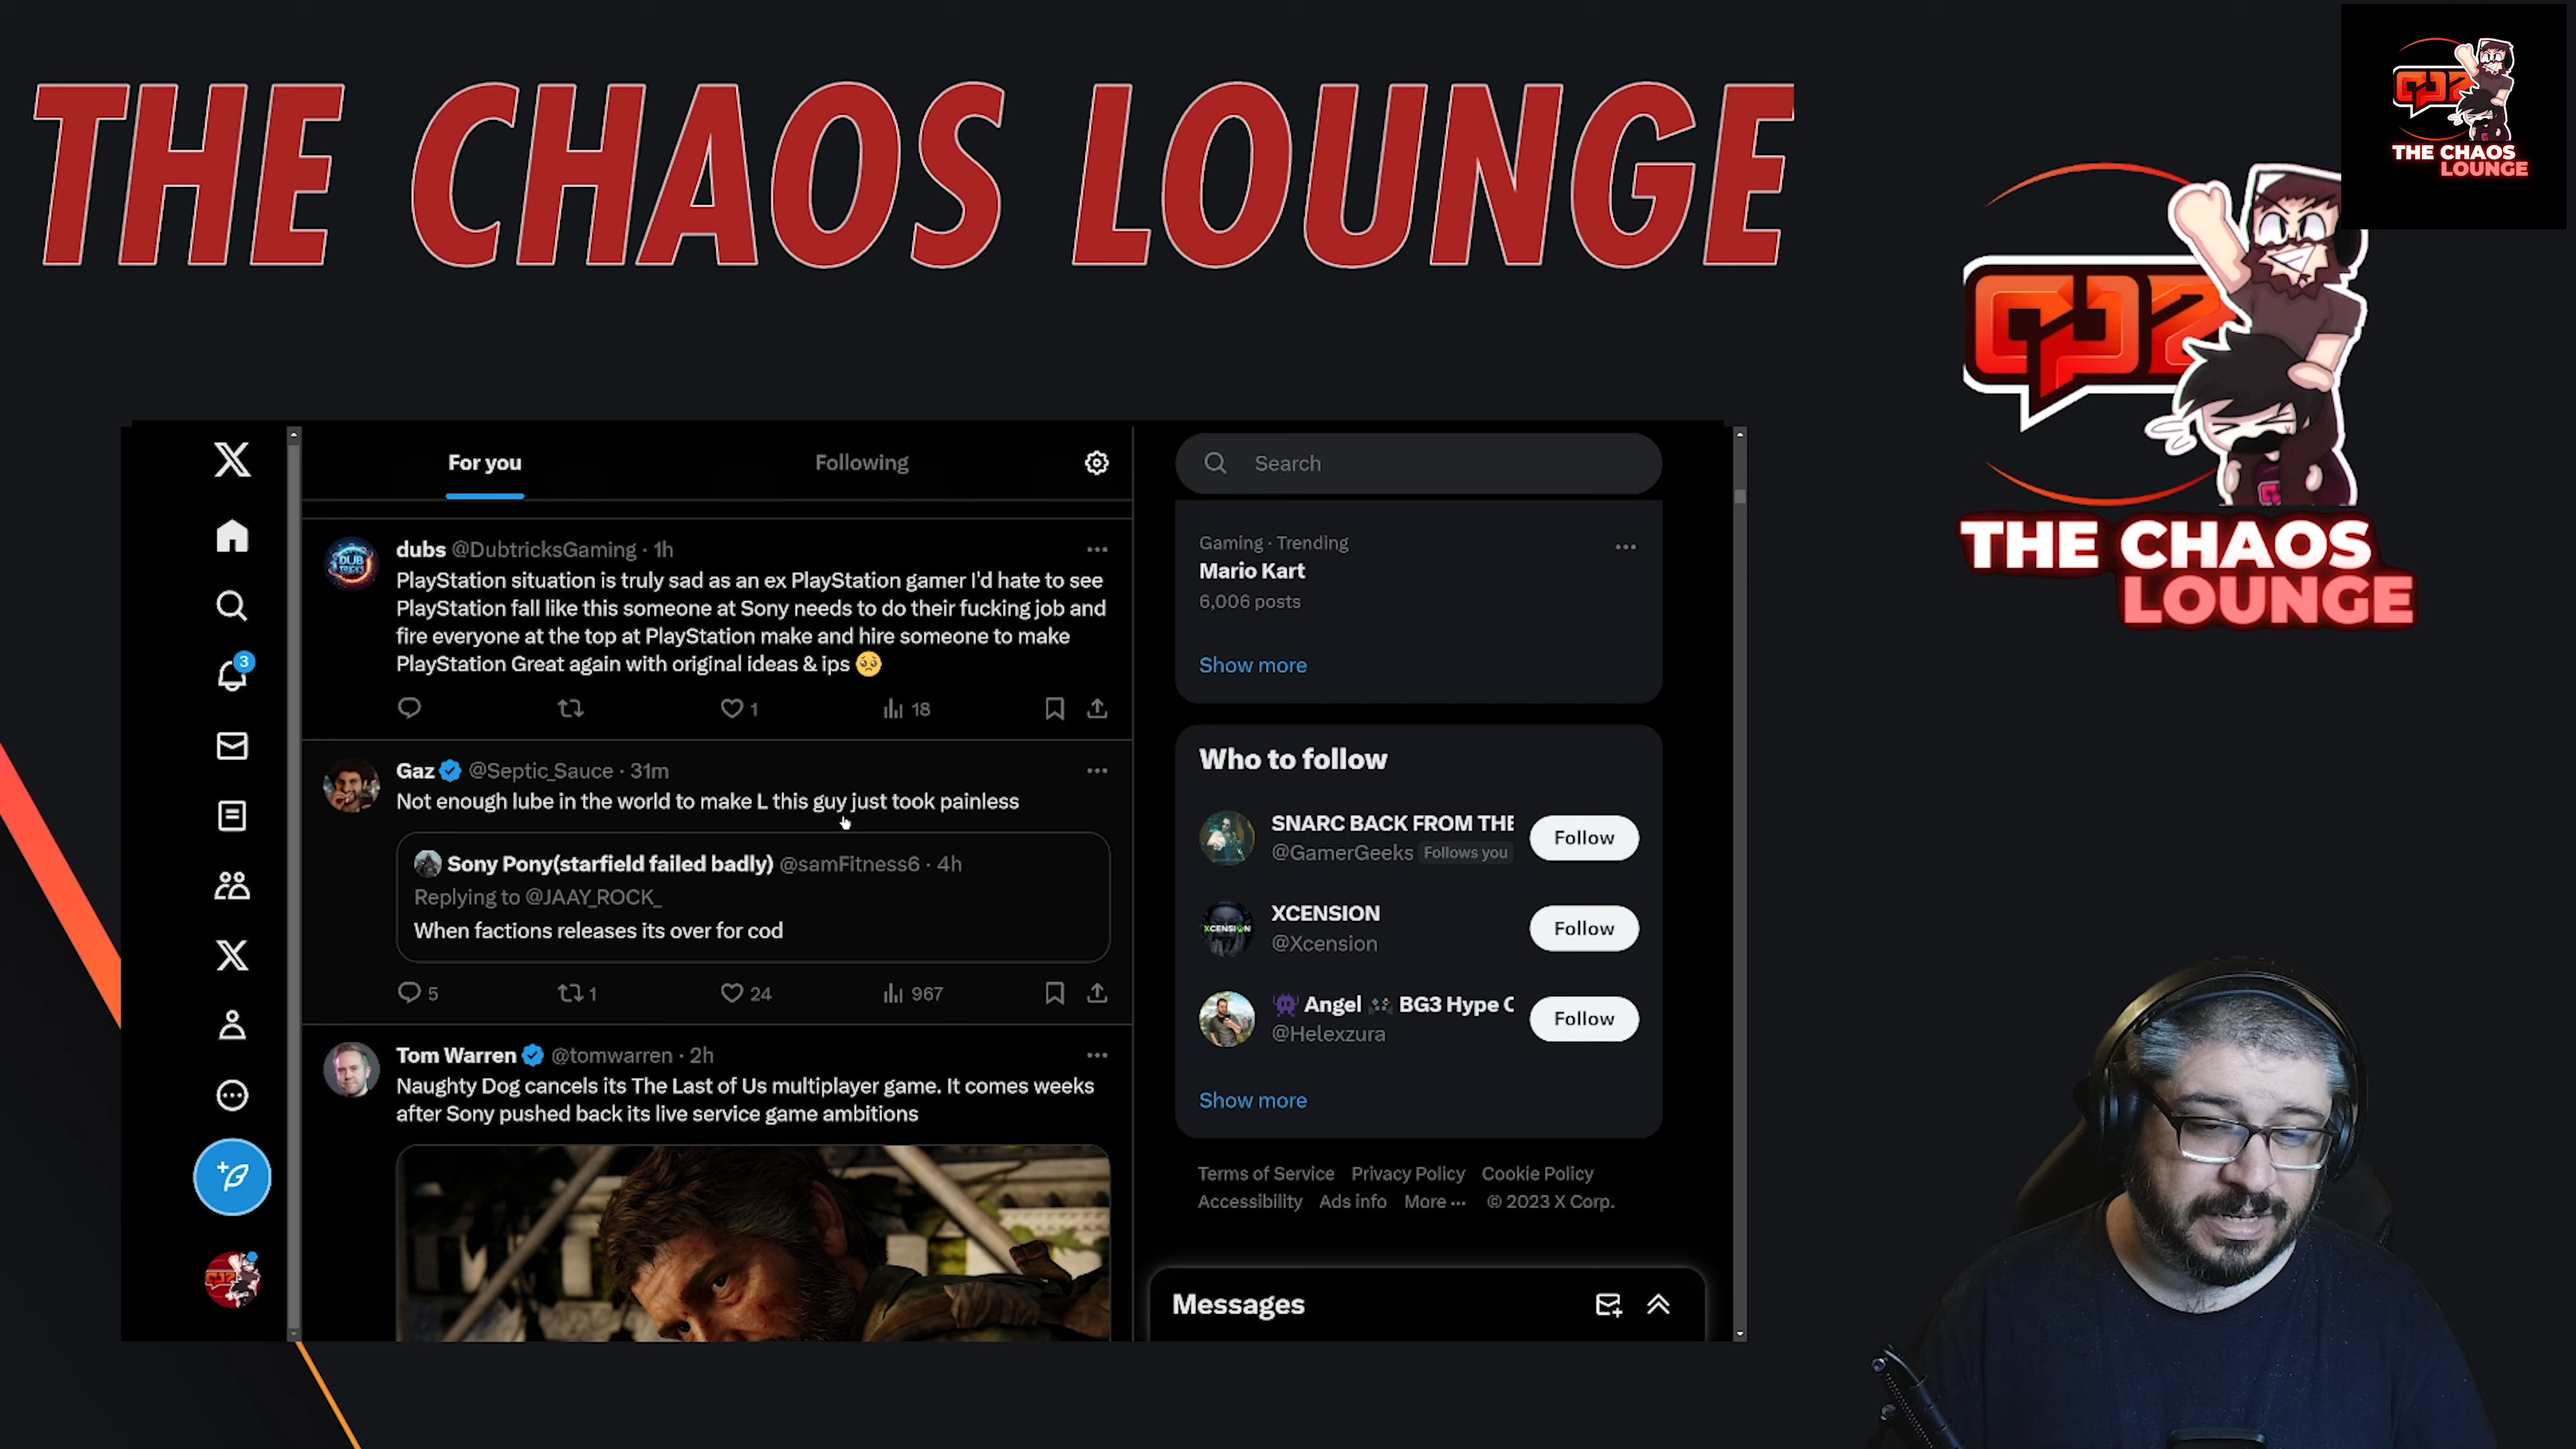 THE CHAOS LOUNGE
THE CHAOS
LOUNGE
THE CHAOS
LOUNGE
For you
Following
dubs @DubtricksGaming · 1h
PlayStation situation is truly sad as an ex PlayStation gamer I'd hate to see
PlayStation fall like this someone at Sony needs to do their fucking job and
fire everyone at the top at PlayStation make and hire someone to make
PlayStation Great again with original ideas & ips 🥺
1
18
3
Gaz @Septic_Sauce · 31m
Not enough lube in the world to make L this guy just took painless
Sony Pony(starfield failed badly) @samFitness6 · 4h
Replying to @JAAY_ROCK_
When factions releases its over for cod
5
1
24
967
Tom Warren @tomwarren · 2h
Naughty Dog cancels its The Last of Us multiplayer game. It comes weeks
after Sony pushed back its live service game ambitions
Search
Gaming · Trending
Mario Kart
6,006 posts
Show more
Who to follow
SNARC BACK FROM THE
@GamerGeeks Follows you
Follow
XCENSION
@Xcension
Follow
Angel BG3 Hype
@Helexzura
Follow
Show more
Terms of Service Privacy Policy Cookie Policy
Accessibility Ads info More ··· © 2023 X Corp.
Messages